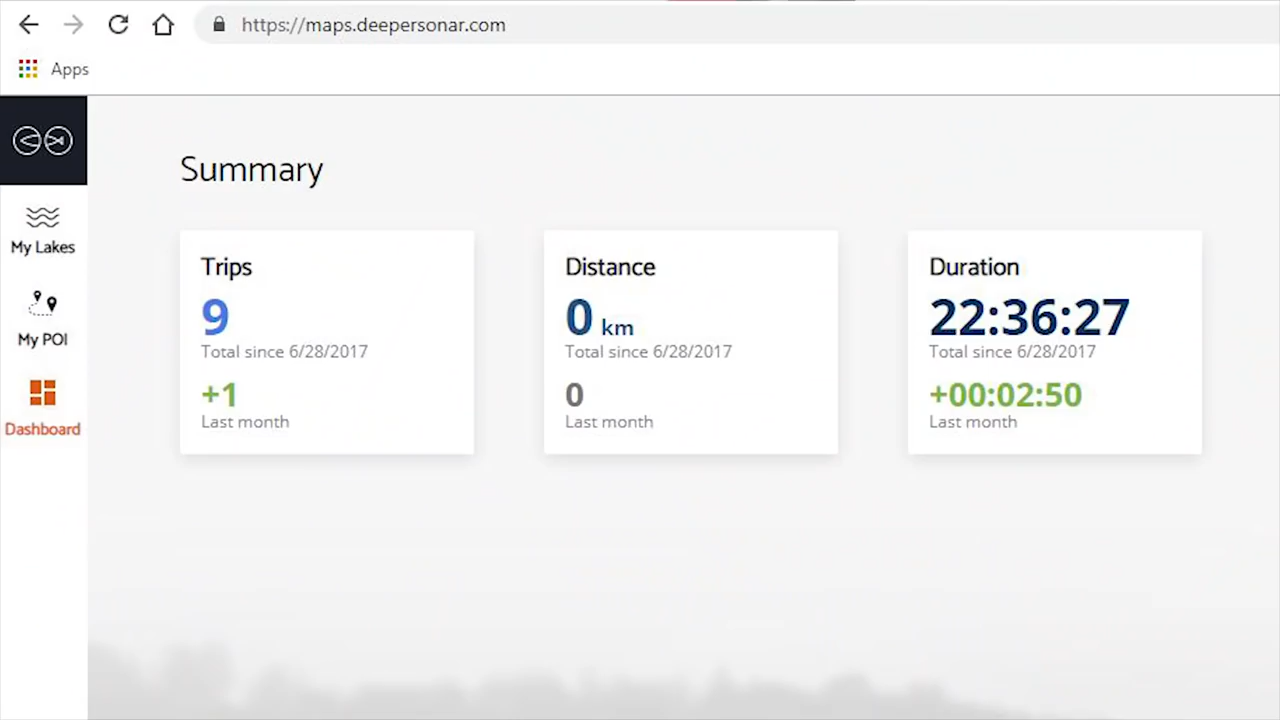 https://maps.deepersonar.com
Apps
Summary
My Lakes
My POI
Dashboard
Trips
9
Total since 6/28/2017
+1
Last month
Distance
0 km
Total since 6/28/2017
0
Last month
Duration
22:36:27
Total since 6/28/2017
+00:02:50
Last month